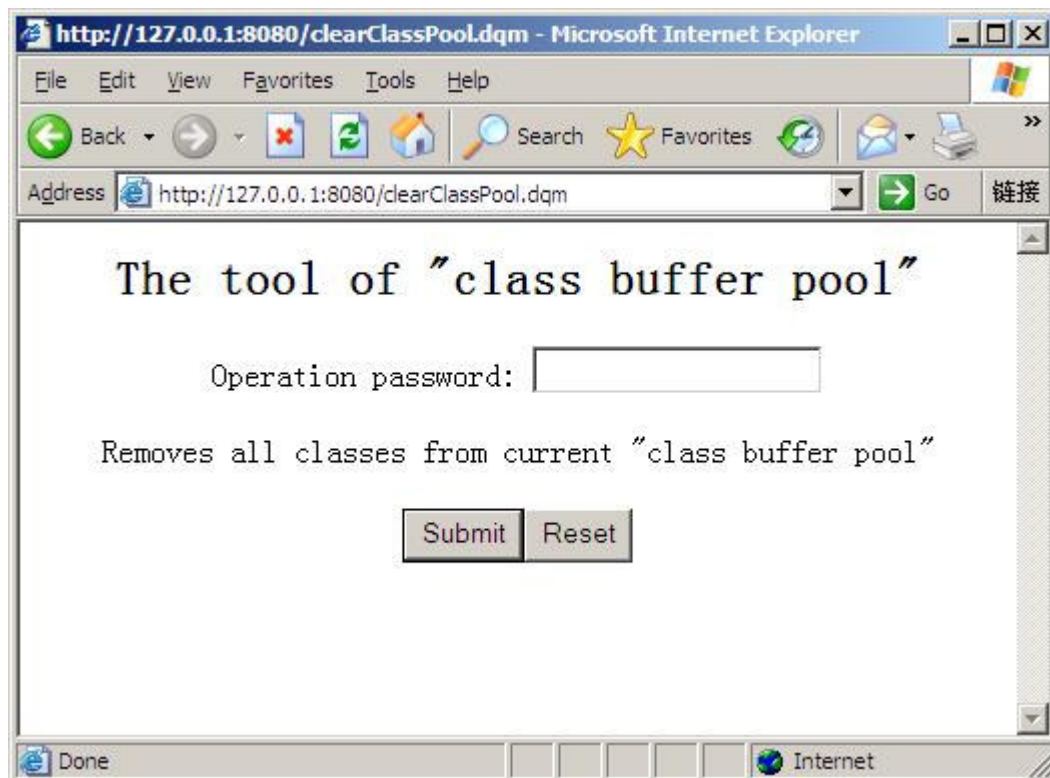 http://127.0.0.1:8080/clearClassPool.dqm - Microsoft Internet Explorer
File Edit View Favorites Tools Help
Back Search Favorites »
Address http://127.0.0.1:8080/clearClassPool.dqm Go 链接
The tool of "class buffer pool"
Operation password:
Removes all classes from current "class buffer pool"
Submit Reset
Done Internet